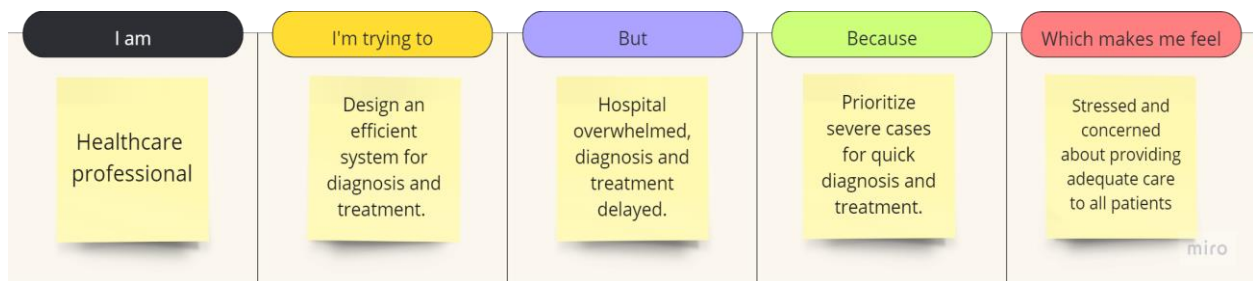 I am
I'm trying to
But
Because
Which makes me feel
Healthcare
professional
Design an
efficient
system for
diagnosis and
treatment.
Hospital
overwhelmed,
diagnosis and
treatment
delayed.
Prioritize
severe cases
for quick
diagnosis and
treatment.
Stressed and
concerned
about providing
adequate care
to all patients
miro